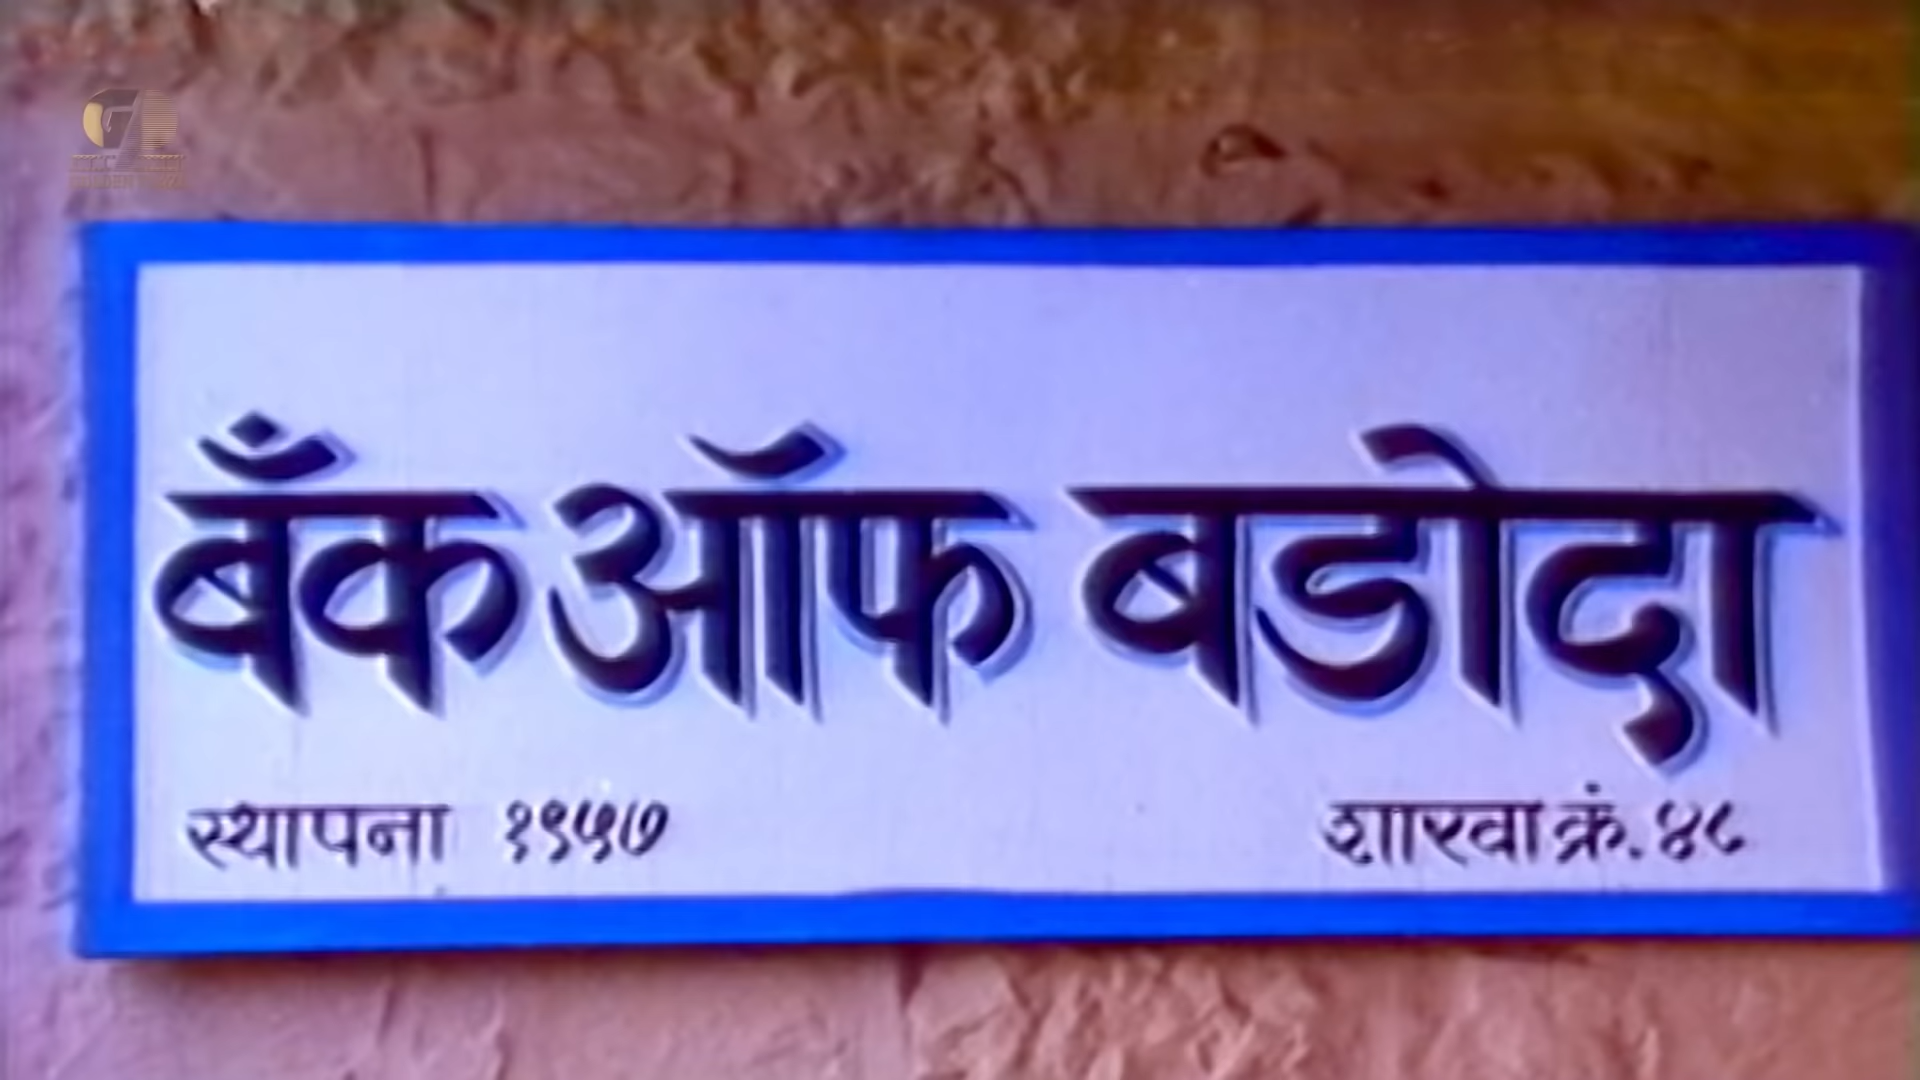 बँक ऑफ बडोदा
स्थापना १९५७ शाखा क्रं. ४८